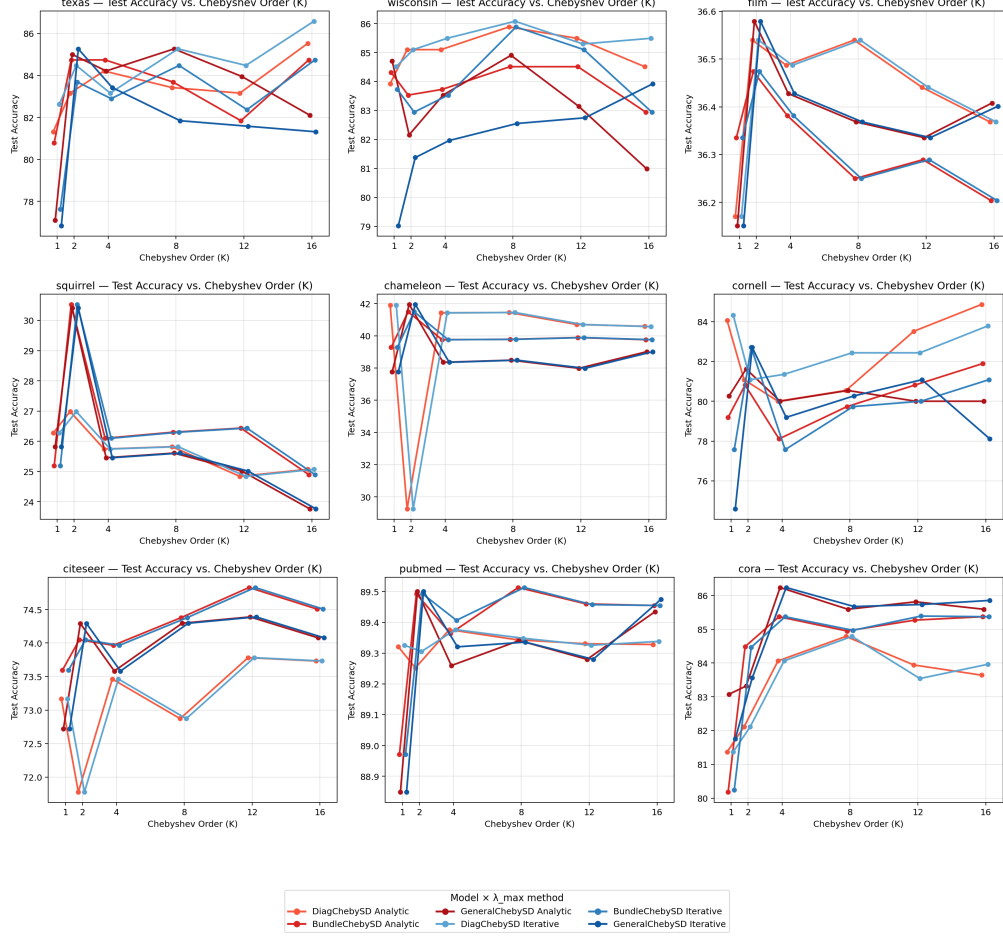 texas — Test Accuracy vs. Chebyshev Order (K)
wisconsin — Test Accuracy vs. Chebyshev Order (K)
film — Test Accuracy vs. Chebyshev Order (K)
86
84
82
80
78
Test Accuracy
1 2 4 8 12 16
Chebyshev Order (K)
86
85
84
83
82
81
80
79
Test Accuracy
1 2 4 8 12 16
Chebyshev Order (K)
36.6
36.5
36.4
36.3
36.2
Test Accuracy
1 2 4 8 12 16
Chebyshev Order (K)
squirrel — Test Accuracy vs. Chebyshev Order (K)
30
29
28
27
26
25
24
Test Accuracy
1 2 4 8 12 16
Chebyshev Order (K)
chameleon — Test Accuracy vs. Chebyshev Order (K)
42
40
38
36
34
32
30
Test Accuracy
1 2 4 8 12 16
Chebyshev Order (K)
cornell — Test Accuracy vs. Chebyshev Order (K)
84
82
80
78
76
Test Accuracy
1 2 4 8 12 16
Chebyshev Order (K)
citeseer — Test Accuracy vs. Chebyshev Order (K)
74.5
74.0
73.5
73.0
72.5
72.0
Test Accuracy
1 2 4 8 12 16
Chebyshev Order (K)
pubmed — Test Accuracy vs. Chebyshev Order (K)
89.5
89.4
89.3
89.2
89.1
89.0
88.9
Test Accuracy
1 2 4 8 12 16
Chebyshev Order (K)
cora — Test Accuracy vs. Chebyshev Order (K)
86
85
84
83
82
81
80
Test Accuracy
1 2 4 8 12 16
Chebyshev Order (K)
Model × λ_max method
DiagChebySD Analytic
BundleChebySD Analytic
GeneralChebySD Analytic
DiagChebySD Iterative
BundleChebySD Iterative
GeneralChebySD Iterative